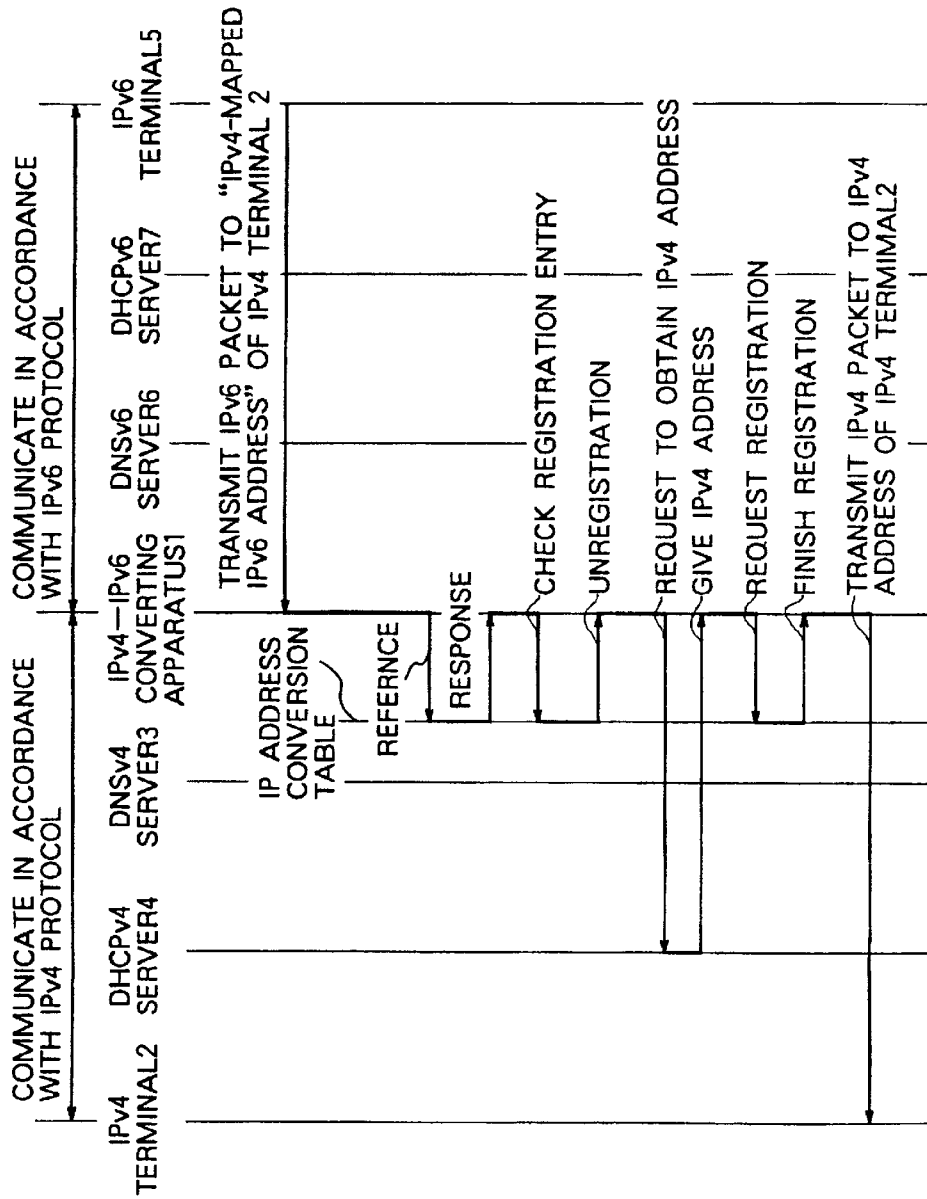 COMMUNICATE IN ACCORDANCE
WITH IPv4 PROTOCOL
COMMUNICATE IN ACCORDANCE
WITH IPv6 PROTOCOL
IPv4
TERMINAL2
DHCPv4
SERVER4
DNSv4
SERVER3
IPv4-IPv6
CONVERTING
APPARATUS1
DNSv6
SERVER6
DHCPv6
SERVER7
IPv6
TERMINAL5
TRANSMIT IPv6 PACKET TO "IPv4-MAPPED
IPv6 ADDRESS" OF IPv4 TERMINAL 2
IP ADDRESS
CONVERSION
TABLE
REFERNCE
RESPONSE
CHECK REGISTRATION ENTRY
UNREGISTRATION
REQUEST TO OBTAIN IPv4 ADDRESS
GIVE IPv4 ADDRESS
REQUEST REGISTRATION
FINISH REGISTRATION
TRANSMIT IPv4 PACKET TO IPv4
ADDRESS OF IPv4 TERMIMAL2